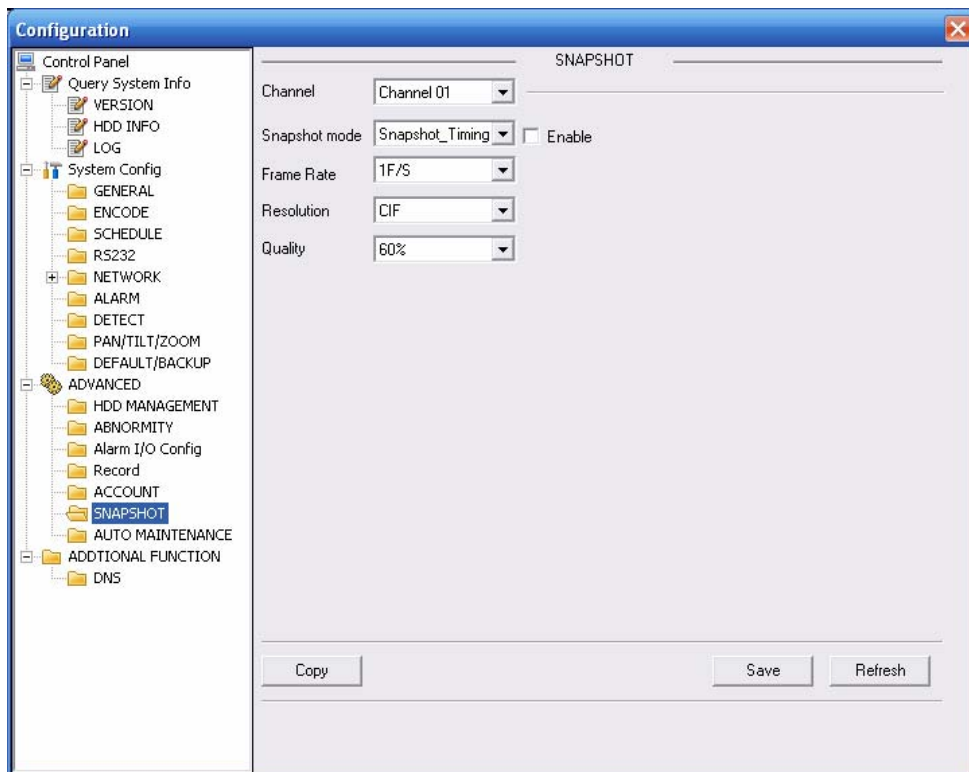 Configuration
Control Panel
Query System Info
VERSION
HDD INFO
LOG
System Config
GENERAL
ENCODE
SCHEDULE
RS232
NETWORK
ALARM
DETECT
PAN/TILT/ZOOM
DEFAULT/BACKUP
ADVANCED
HDD MANAGEMENT
ABNORMITY
Alarm I/O Config
Record
ACCOUNT
SNAPSHOT
AUTO MAINTENANCE
ADDTIONAL FUNCTION
DNS
SNAPSHOT
Channel Channel 01
Snapshot mode Snapshot_Timing Enable
Frame Rate 1F/S
Resolution CIF
Quality 60%
Copy Save Refresh